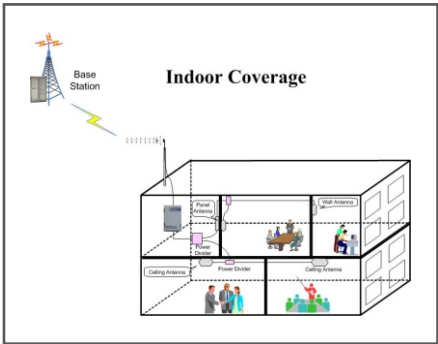 Base
Station
Indoor Coverage
Panel
Antenna
Wall Antenna
Power
Divider
Ceiling Antenna
Power Divider
Ceiling Antenna